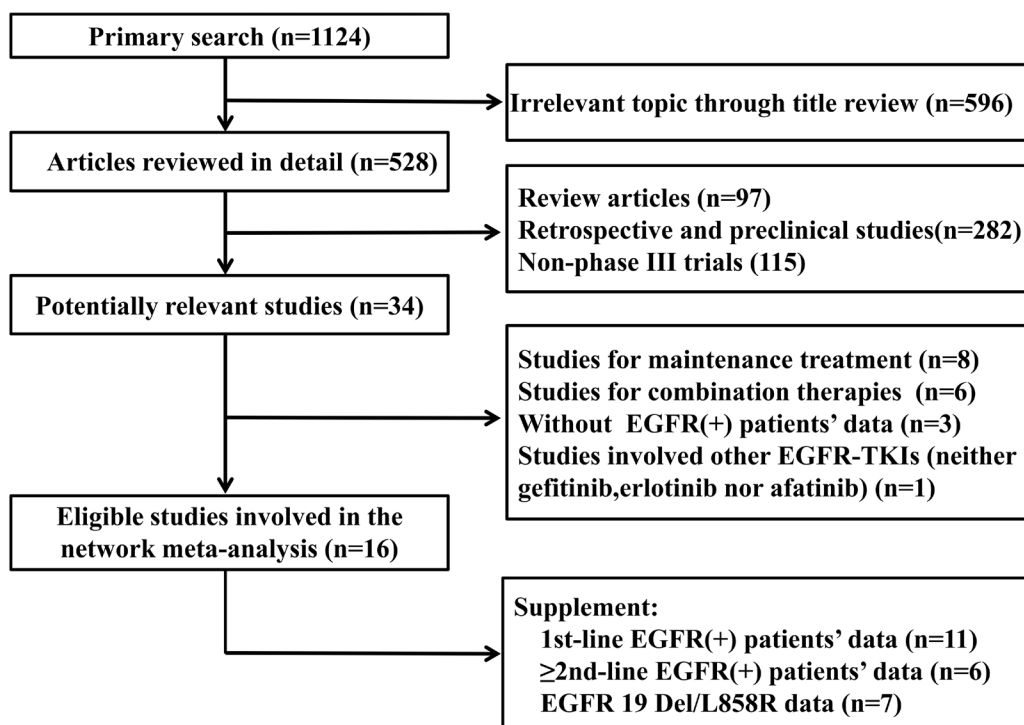 Primary search (n=1124)
Irrelevant topic through title review (n=596)
Articles reviewed in detail (n=528)
Review articles (n=97)
Retrospective and preclinical studies(n=282)
Non-phase III trials (115)
Potentially relevant studies (n=34)
Studies for maintenance treatment (n=8)
Studies for combination therapies (n=6)
Without EGFR(+) patients’ data (n=3)
Studies involved other EGFR-TKIs (neither
gefitinib,erlotinib nor afatinib) (n=1)
Eligible studies involved in the
network meta-analysis (n=16)
Supplement:
1st-line EGFR(+) patients’ data (n=11)
≥2nd-line EGFR(+) patients’ data (n=6)
EGFR 19 Del/L858R data (n=7)